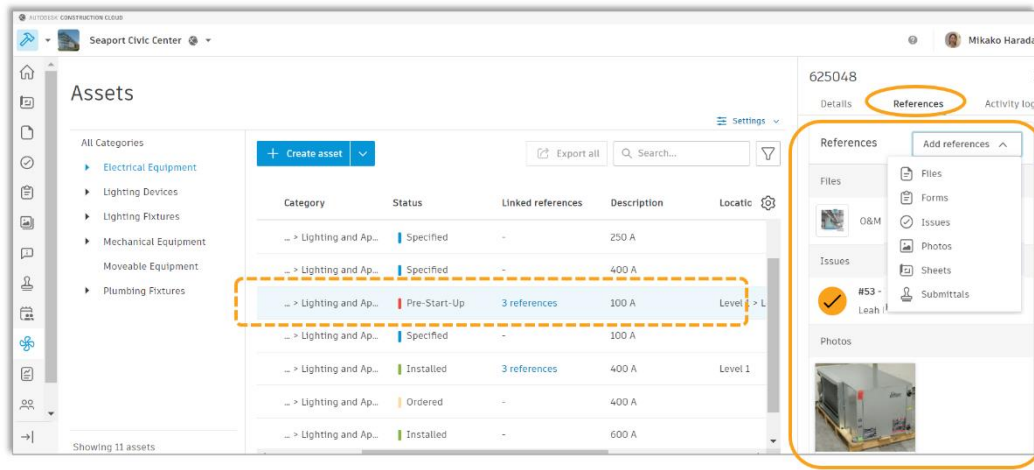 AUTODESK CONSTRUCTION CLOUD
Seaport Civic Center
Mikako Harada
Assets
Settings
All Categories
Electrical Equipment
Lighting Devices
Lighting Fixtures
Mechanical Equipment
Moveable Equipment
Plumbing Fixtures
Showing 11 assets
+ Create asset
Export all
Search...
Category Status Linked references Description Locatic
... > Lighting and Ap... Specified - 250 A
... > Lighting and Ap... Specified - 400 A
... > Lighting and Ap... Pre-Start-Up 3 references 100 A Level > L
... > Lighting and Ap... Specified - 100 A
... > Lighting and Ap... Installed 3 references 400 A Level 1
... > Lighting and Ap... Ordered - 400 A
... > Lighting and Ap... Installed - 600 A
625048
Details References Activity log
References Add references
Files
O&M
Issues
#53 -
Leah
Photos
Files
Forms
Issues
Photos
Sheets
Submittals